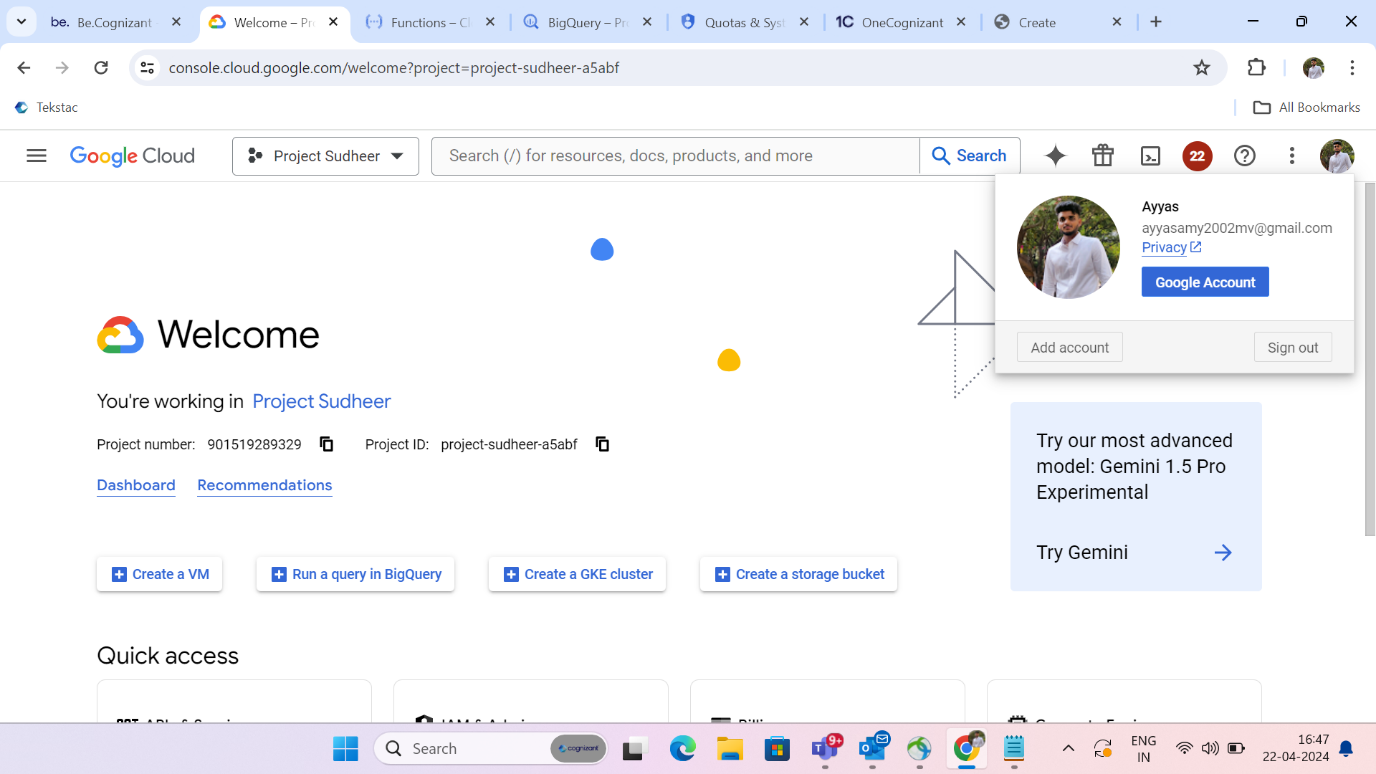 be. Be.Cognizant
Welcome – Pr
Functions – Cl
BigQuery – Pr
Quotas & Syst
1C OneCognizant
Create
console.cloud.google.com/welcome?project=project-sudheer-a5abf
Tekstac
All Bookmarks
Google Cloud
Project Sudheer
Search (/) for resources, docs, products, and more
Search
22
Ayyas
ayyasamy2002mv@gmail.com
Privacy
Google Account
Add account
Sign out
Welcome
You're working in Project Sudheer
Project number: 901519289329 Project ID: project-sudheer-a5abf
Dashboard Recommendations
Try our most advanced
model: Gemini 1.5 Pro
Experimental
Try Gemini
Create a VM
Run a query in BigQuery
Create a GKE cluster
Create a storage bucket
Quick access
Search
cognizant
9+
ENG
IN
16:47
22-04-2024